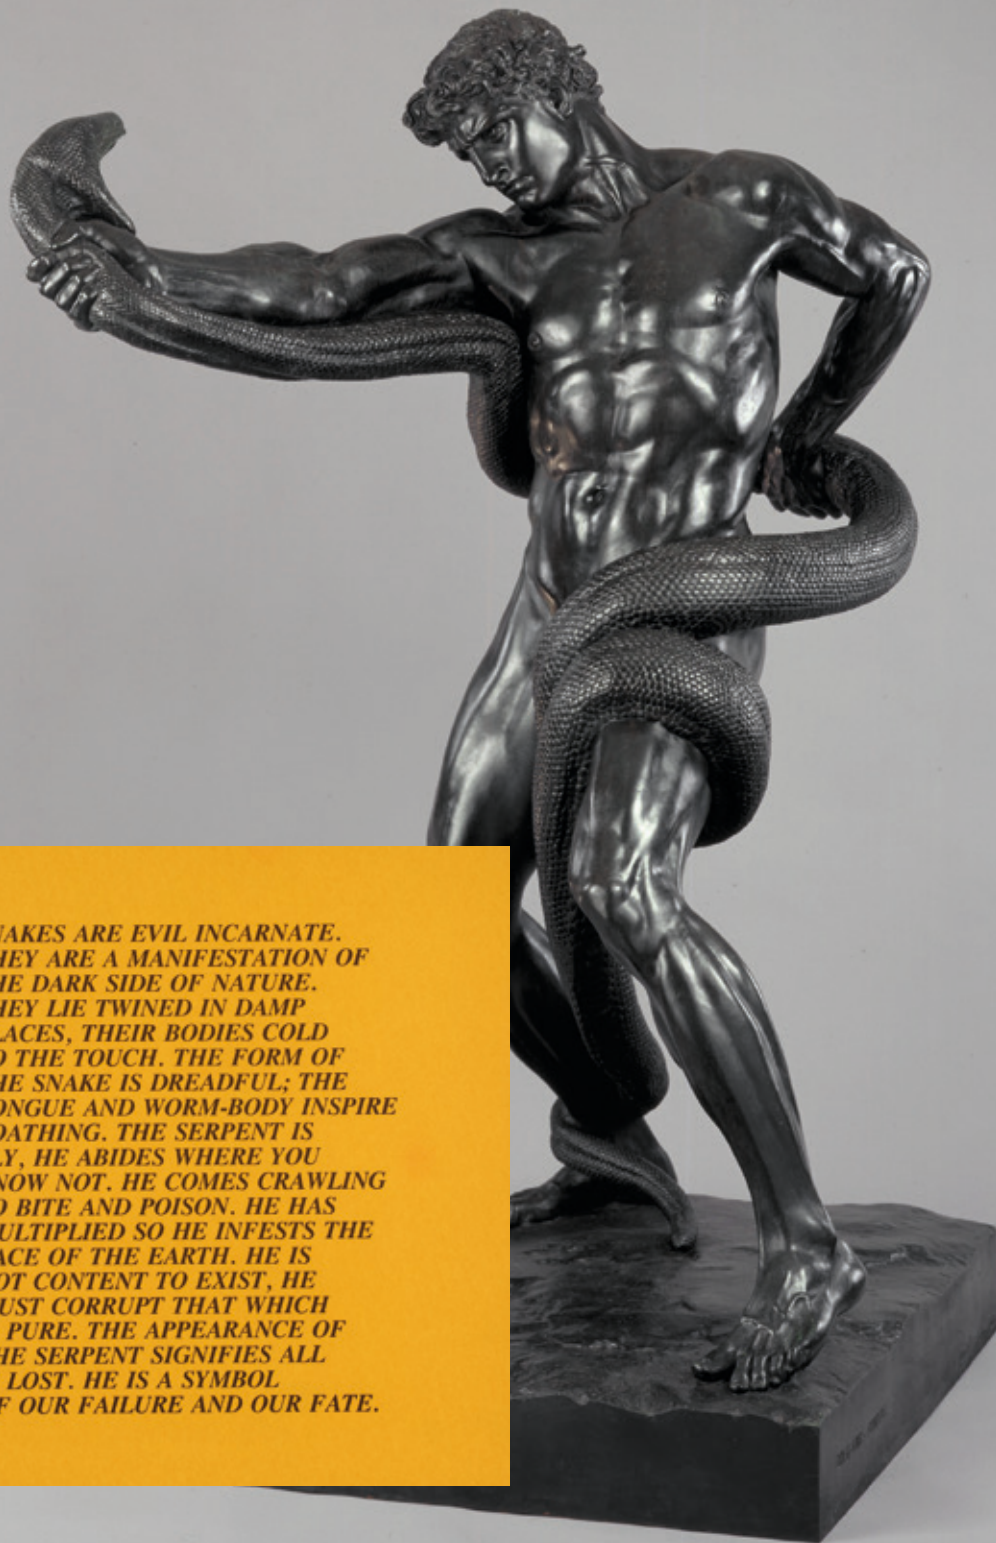 NAKES ARE EVIL INCARNATE.
HEY ARE A MANIFESTATION OF
HE DARK SIDE OF NATURE.
HEY LIE TWINED IN DAMP
LACES, THEIR BODIES COLD
O THE TOUCH. THE FORM OF
HE SNAKE IS DREADFUL; THE
ONGUE AND WORM-BODY INSPIRE
OATHING. THE SERPENT IS
LY, HE ABIDES WHERE YOU
NOW NOT. HE COMES CRAWLING
O BITE AND POISON. HE HAS
ULTIPLIED SO HE INFESTS THE
ACE OF THE EARTH. HE IS
OT CONTENT TO EXIST, HE
UST CORRUPT THAT WHICH
PURE. THE APPEARANCE OF
HE SERPENT SIGNIFIES ALL
LOST. HE IS A SYMBOL
F OUR FAILURE AND OUR FATE.